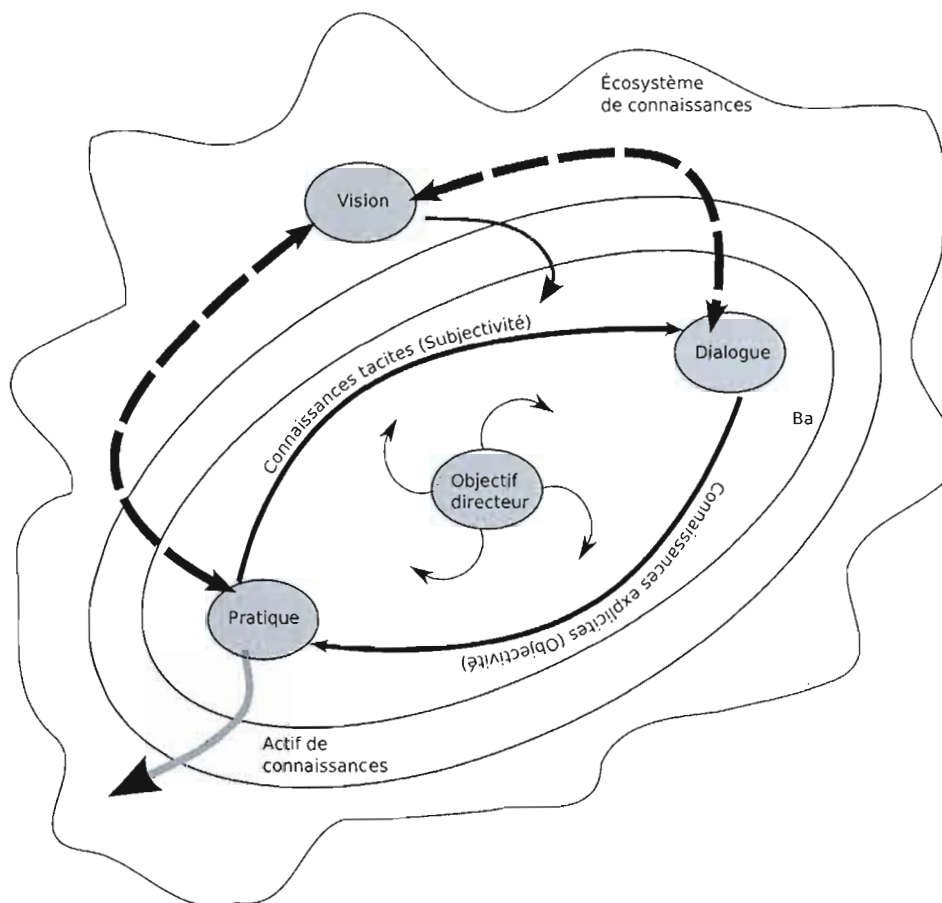 Écosystème
de connaissances
Vision
Connaissances tacites (Subjectivité)
Dialogue
Ba
Objectif
directeur
Connaissances explicites (Objectivité)
Pratique
Actif de
connaissances